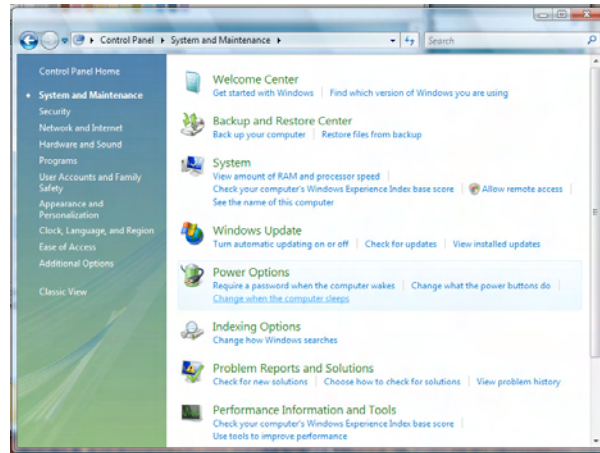 Control Panel ▸ System and Maintenance ▸
Search
Control Panel Home
System and Maintenance
Security
Network and Internet
Hardware and Sound
Programs
User Accounts and Family
Safety
Appearance and
Personalization
Clock, Language, and Region
Ease of Access
Additional Options
Classic View
Welcome Center
Get started with Windows | Find which version of Windows you are using
Backup and Restore Center
Back up your computer | Restore files from backup
System
View amount of RAM and processor speed |
Check your computer's Windows Experience Index base score | Allow remote access |
See the name of this computer
Windows Update
Turn automatic updating on or off | Check for updates | View installed updates
Power Options
Require a password when the computer wakes | Change what the power buttons do |
Change when the computer sleeps
Indexing Options
Change how Windows searches
Problem Reports and Solutions
Check for new solutions | Choose how to check for solutions | View problem history
Performance Information and Tools
Check your computer's Windows Experience Index base score |
Use tools to improve performance